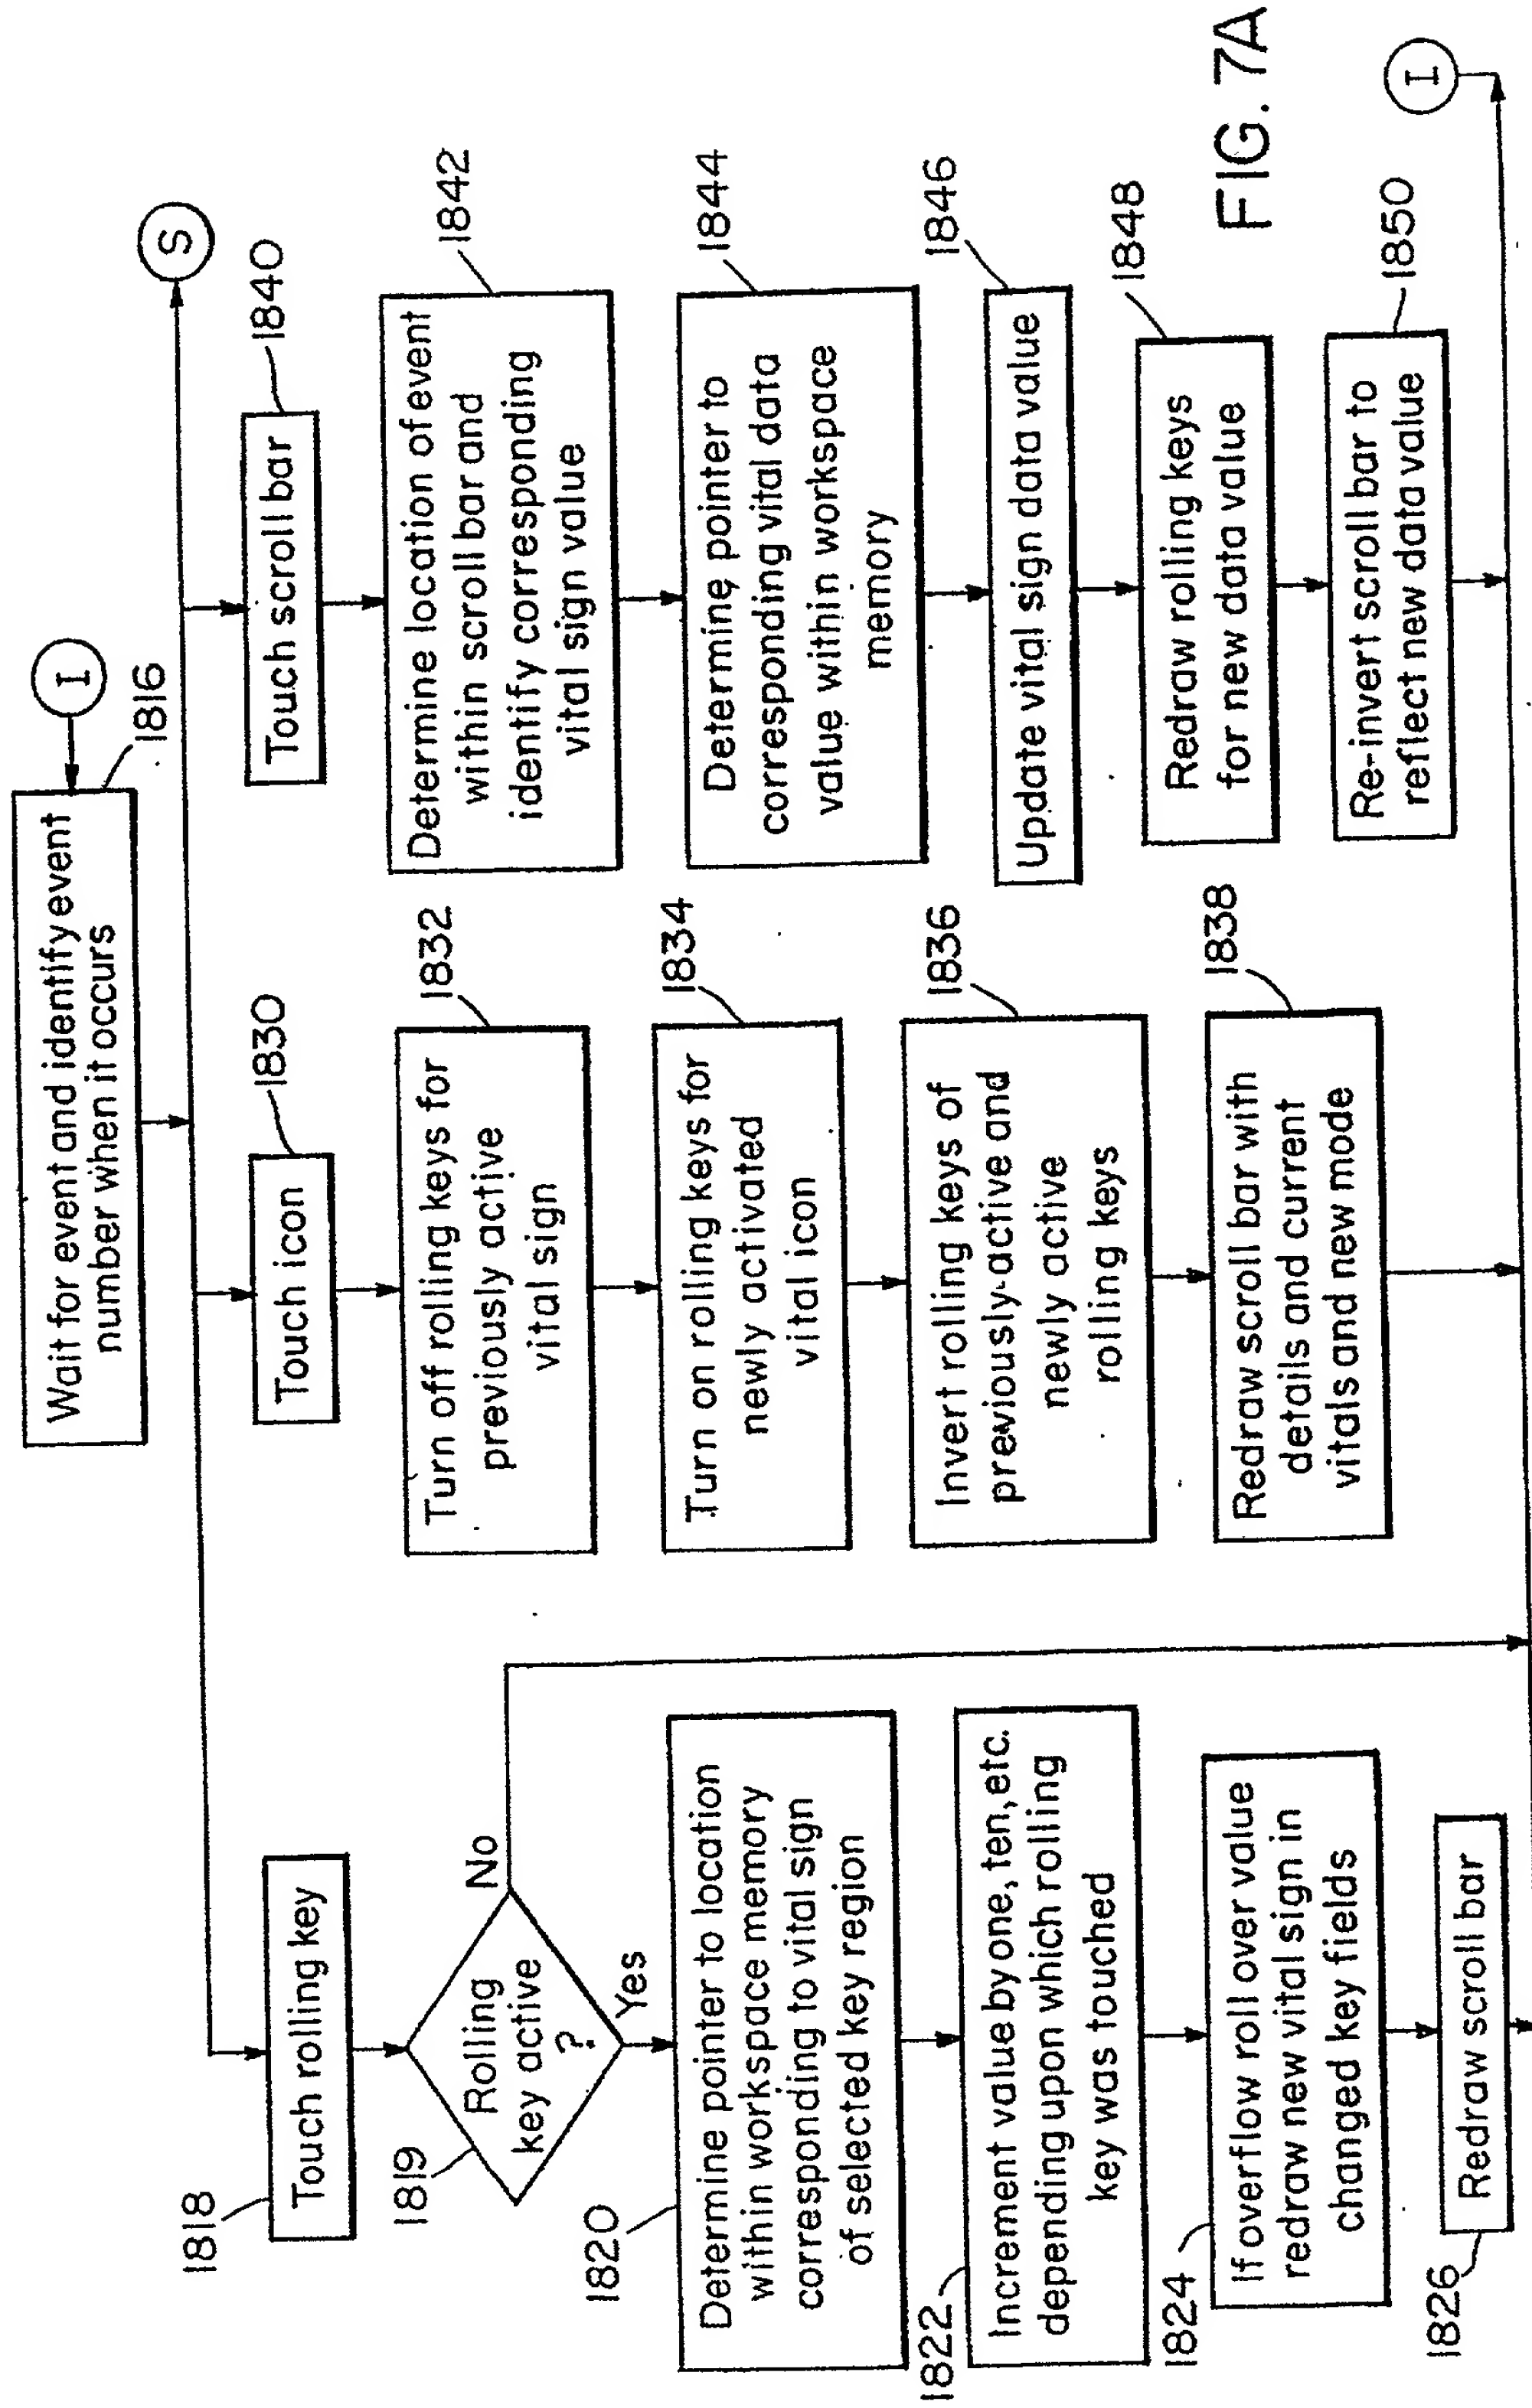 I
Wait for event and identify event
number when it occurs
1816
S
1818
Touch rolling key
1819
Rolling
key active
?
No
Yes
1820
Determine pointer to location
within workspace memory
corresponding to vital sign
of selected key region
1822
Increment value by one, ten, etc.
depending upon which rolling
key was touched
1824
If overflow roll over value
redraw new vital sign in
changed key fields
1826
Redraw scroll bar
1830
Touch icon
1832
Turn off rolling keys for
previously active
vital sign
1834
Turn on rolling keys for
newly activated
vital icon
1836
Invert rolling keys of
previously-active and
newly active
rolling keys
1838
Redraw scroll bar with
details and current
vitals and new mode
1840
Touch scroll bar
1842
Determine location of event
within scroll bar and
identify corresponding
vital sign value
1844
Determine pointer to
corresponding vital data
value within workspace
memory
1846
Update vital sign data value
1848
Redraw rolling keys
for new data value
1850
Re-invert scroll bar to
reflect new data value
I
FIG. 7A